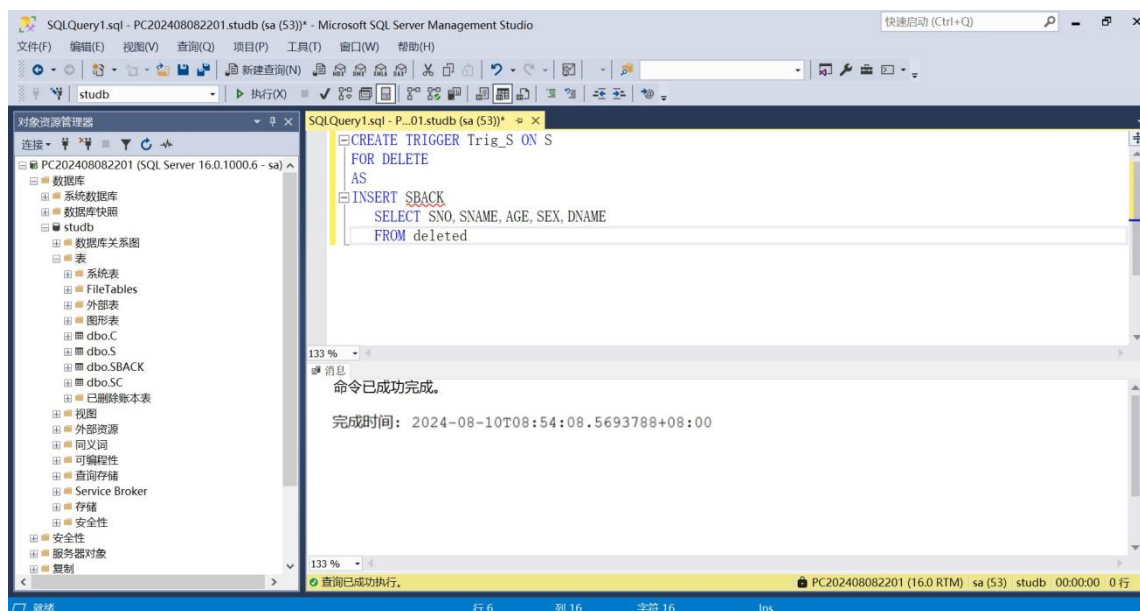 SQLQuery1.sql - PC202408082201.studb (sa (53))* - Microsoft SQL Server Management Studio
快速启动 (Ctrl+Q)
文件(F) 编辑(E) 视图(V) 查询(Q) 项目(P) 工具(T) 窗口(W) 帮助(H)
新建查询(N)
studb
执行(X)
对象资源管理器
连接
PC202408082201 (SQL Server 16.0.1000.6 - sa)
数据库
系统数据库
数据库快照
studb
数据库关系图
表
系统表
FileTables
外部表
图形表
dbo.C
dbo.S
dbo.SBACK
dbo.SC
已删除账本表
视图
外部资源
同义词
可编程性
查询存储
Service Broker
存储
安全性
安全性
服务器对象
复制
SQLQuery1.sql - P...01.studb (sa (53))*
CREATE TRIGGER Trig_S ON S
FOR DELETE
AS
INSERT SBACK
SELECT SNO, SNAME, AGE, SEX, DNAME
FROM deleted
133 %
消息
命令已成功完成。
完成时间: 2024-08-10T08:54:08.5693788+08:00
133 %
查询已成功执行。
PC202408082201 (16.0 RTM) sa (53) studb 00:00:00 0 行
就绪
行 6 列 16 字符 16 Ins